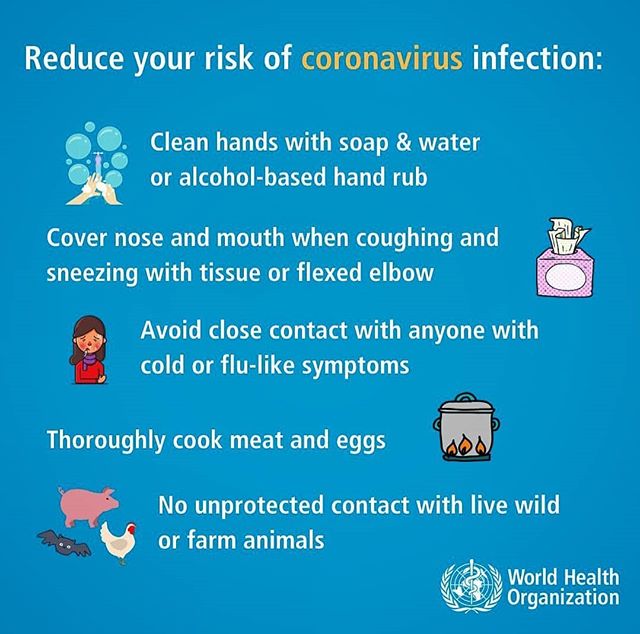 Reduce your risk of coronavirus infection:
Clean hands with soap & water
or alcohol-based hand rub
Cover nose and mouth when coughing and
sneezing with tissue or flexed elbow
Avoid close contact with anyone with
cold or flu-like symptoms
Thoroughly cook meat and eggs
No unprotected contact with live wild
or farm animals
World Health
Organization